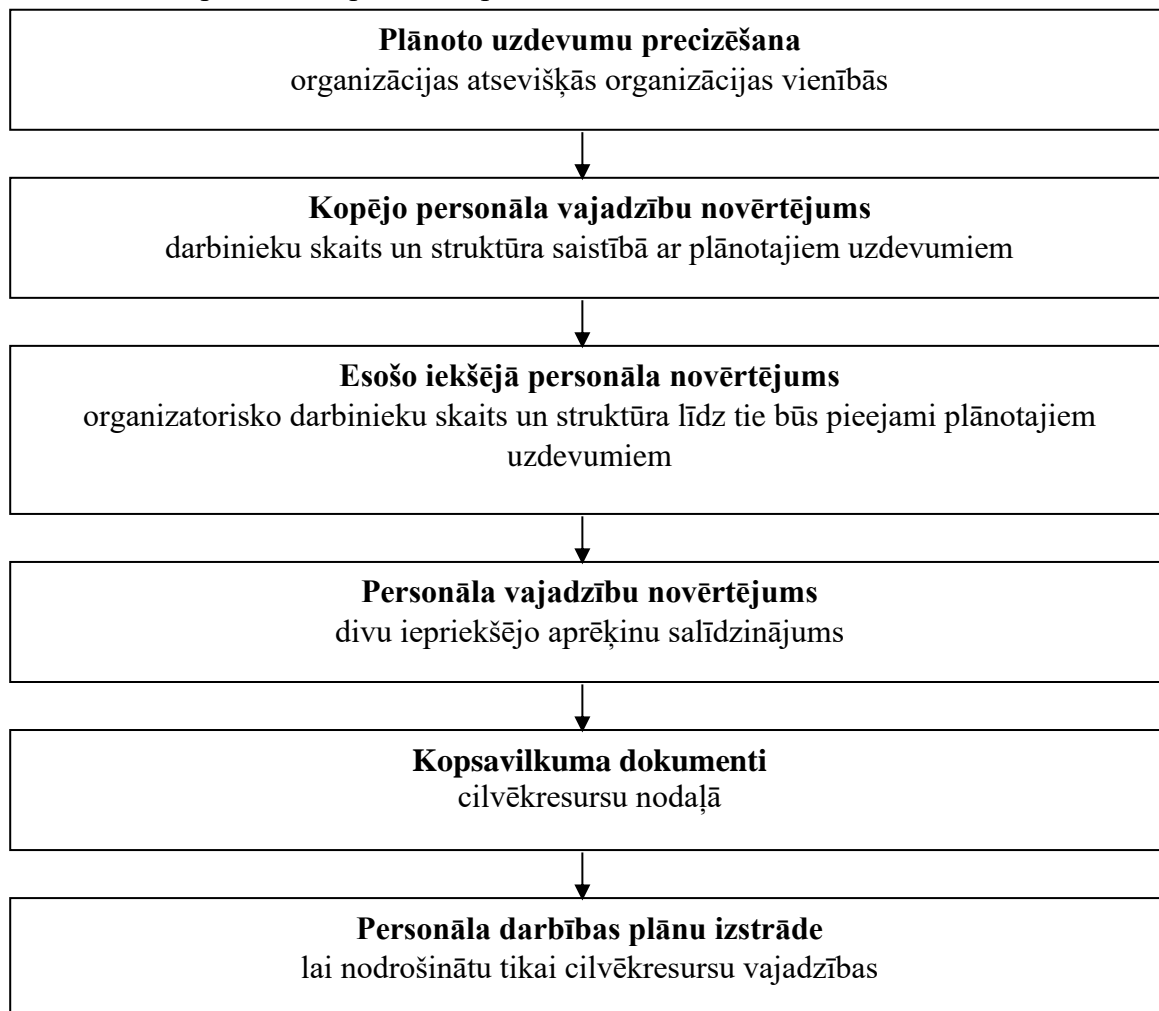 Plānoto uzdevumu precizēšana
organizācijas atsevišķās organizācijas vienībās
Kopējo personāla vajadzību novērtējums
darbinieku skaits un struktūra saistībā ar plānotajiem uzdevumiem
Esošo iekšējā personāla novērtējums
organizatorisko darbinieku skaits un struktūra līdz tie būs pieejami plānotajiem
uzdevumiem
Personāla vajadzību novērtējums
divu iepriekšējo aprēķinu salīdzinājums
Kopsavilkuma dokumenti
cilvēkresursu nodaļā
Personāla darbības plānu izstrāde
lai nodrošinātu tikai cilvēkresursu vajadzības